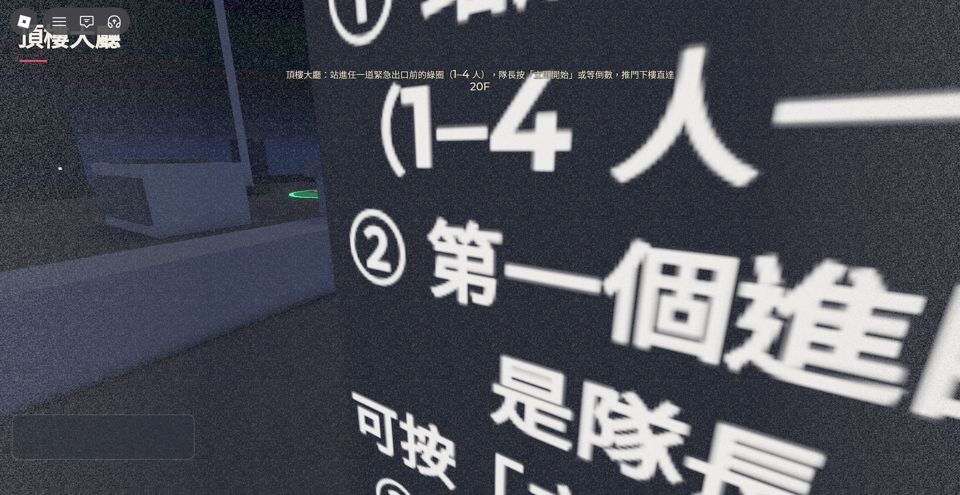 頂樓大廳
頂樓大廳：站進任一道緊急出口前的綠圈（1–4 人），隊長按「立即開始」或等倒數，推門下樓直達
20F
①
（1–4 人
② 第一個進
是隊長
可按「